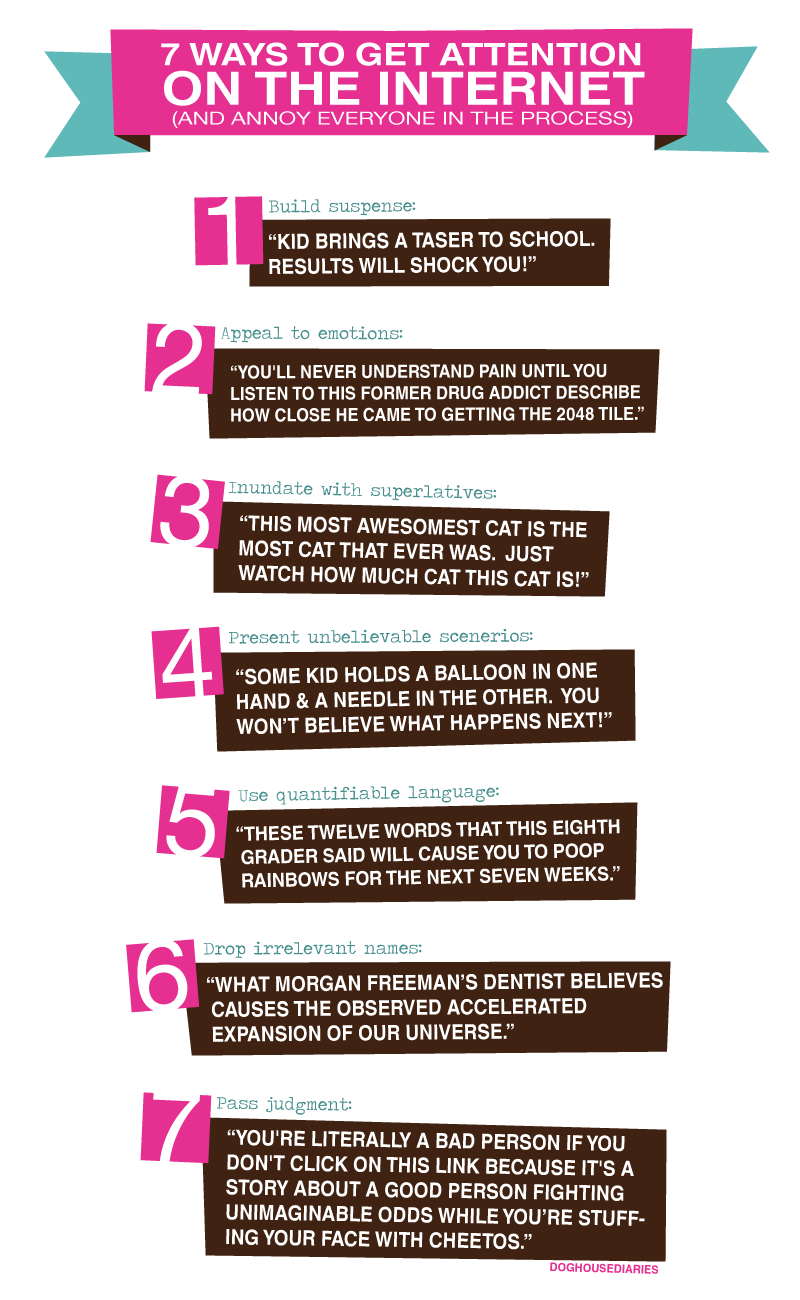 7 WAYS TO GET ATTENTION
ON THE INTERNET
(AND ANNOY EVERYONE IN THE PROCESS)
1
Build suspense:
“KID BRINGS A TASER TO SCHOOL.
RESULTS WILL SHOCK YOU!”
2
Appeal to emotions:
“YOU'LL NEVER UNDERSTAND PAIN UNTIL YOU
LISTEN TO THIS FORMER DRUG ADDICT DESCRIBE
HOW CLOSE HE CAME TO GETTING THE 2048 TILE.”
3
Inundate with superlatives:
“THIS MOST AWESOMEST CAT IS THE
MOST CAT THAT EVER WAS. JUST
WATCH HOW MUCH CAT THIS CAT IS!”
4
Present unbelievable scenerios:
“SOME KID HOLDS A BALLOON IN ONE
HAND & A NEEDLE IN THE OTHER. YOU
WON’T BELIEVE WHAT HAPPENS NEXT!”
5
Use quantifiable language:
“THESE TWELVE WORDS THAT THIS EIGHTH
GRADER SAID WILL CAUSE YOU TO POOP
RAINBOWS FOR THE NEXT SEVEN WEEKS.”
6
Drop irrelevant names:
“WHAT MORGAN FREEMAN’S DENTIST BELIEVES
CAUSES THE OBSERVED ACCELERATED
EXPANSION OF OUR UNIVERSE.”
7
Pass judgment:
“YOU'RE LITERALLY A BAD PERSON IF YOU
DON'T CLICK ON THIS LINK BECAUSE IT'S A
STORY ABOUT A GOOD PERSON FIGHTING
UNIMAGINABLE ODDS WHILE YOU’RE STUFF-
ING YOUR FACE WITH CHEETOS.”
DOGHOUSEDIARIES